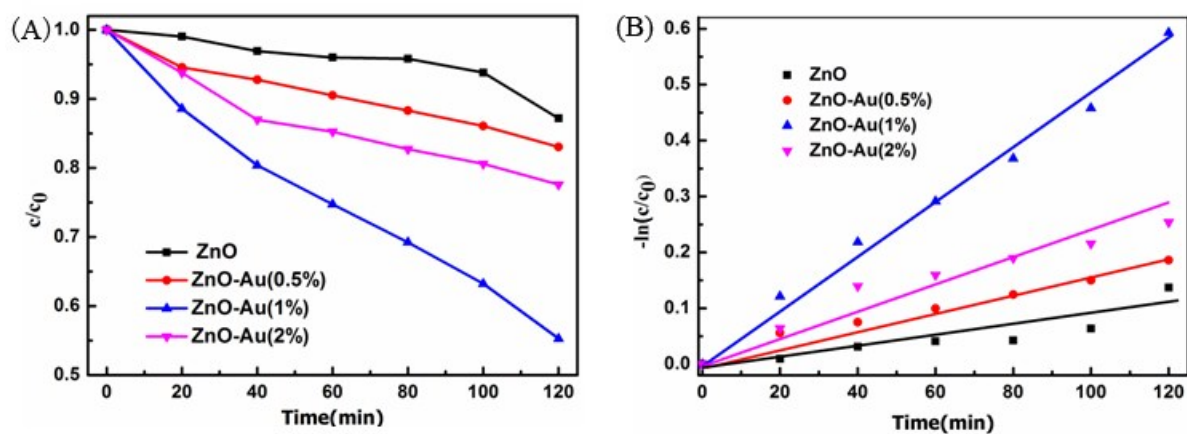 (A)
1.0
0.9
0.8
0.7
0.6
0.5
c/c0
ZnO
ZnO-Au(0.5%)
ZnO-Au(1%)
ZnO-Au(2%)
0 20 40 60 80 100 120
Time(min)
(B)
0.6
0.5
0.4
0.3
0.2
0.1
0.0
-ln(c/c0)
ZnO
ZnO-Au(0.5%)
ZnO-Au(1%)
ZnO-Au(2%)
0 20 40 60 80 100 120
Time(min)